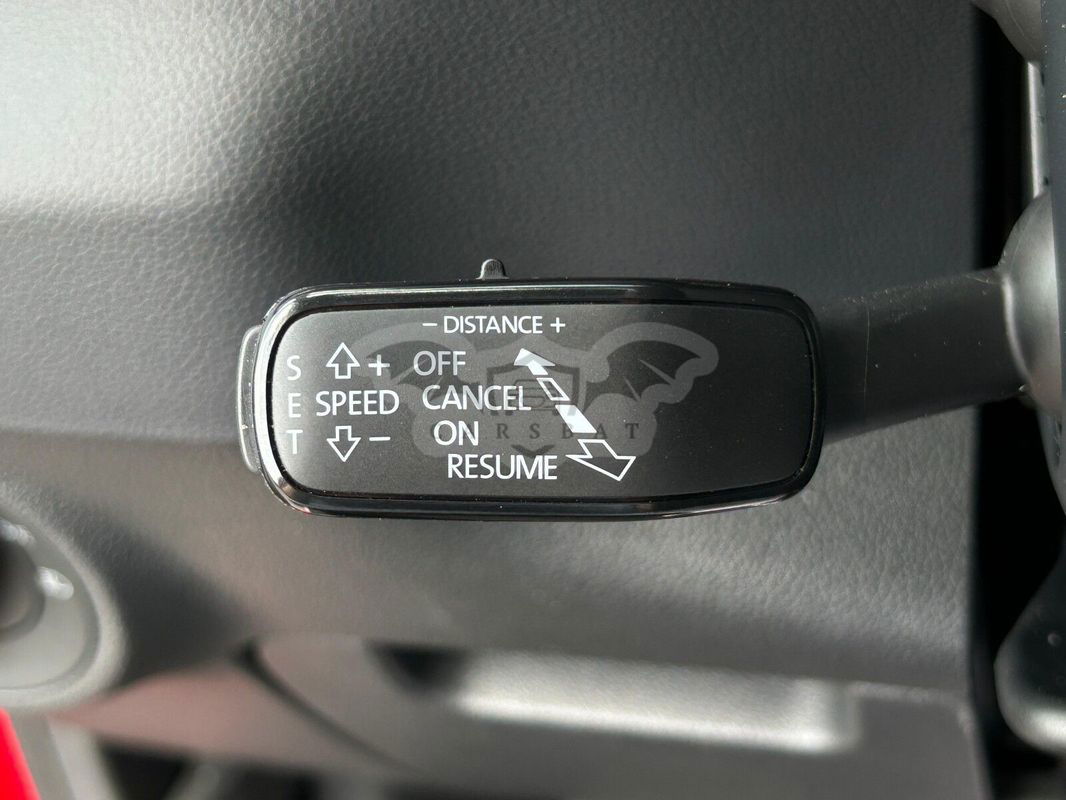 - DISTANCE +
S + OFF
E SPEED CANCEL
T - ON
RESUME